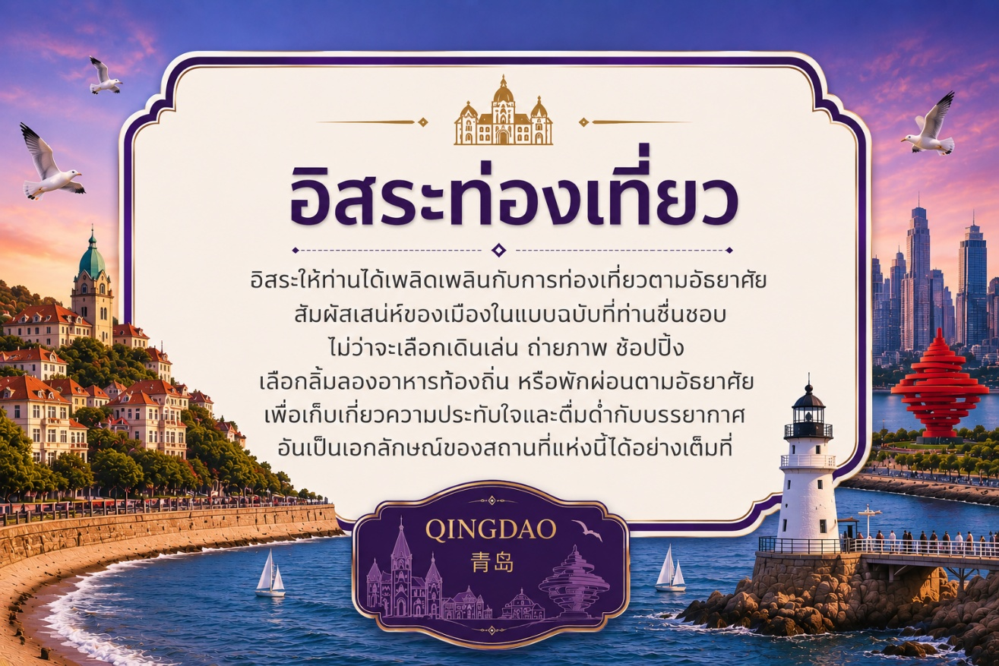 อิสระท่องเที่ยว
อิสระให้ท่านได้เพลิดเพลินกับการท่องเที่ยวตามอัธยาศัย
สัมผัสเสน่ห์ของเมืองในแบบฉบับที่ท่านชื่นชอบ
ไม่ว่าจะเลือกเดินเล่น ถ่ายภาพ ช้อปปิ้ง
เลือกลิ้มลองอาหารท้องถิ่น หรือพักผ่อนตามอัธยาศัย
เพื่อเก็บเกี่ยวความประทับใจและดื่มด่ำกับบรรยากาศ
อันเป็นเอกลักษณ์ของสถานที่แห่งนี้ได้อย่างเต็มที่
QINGDAO
青岛